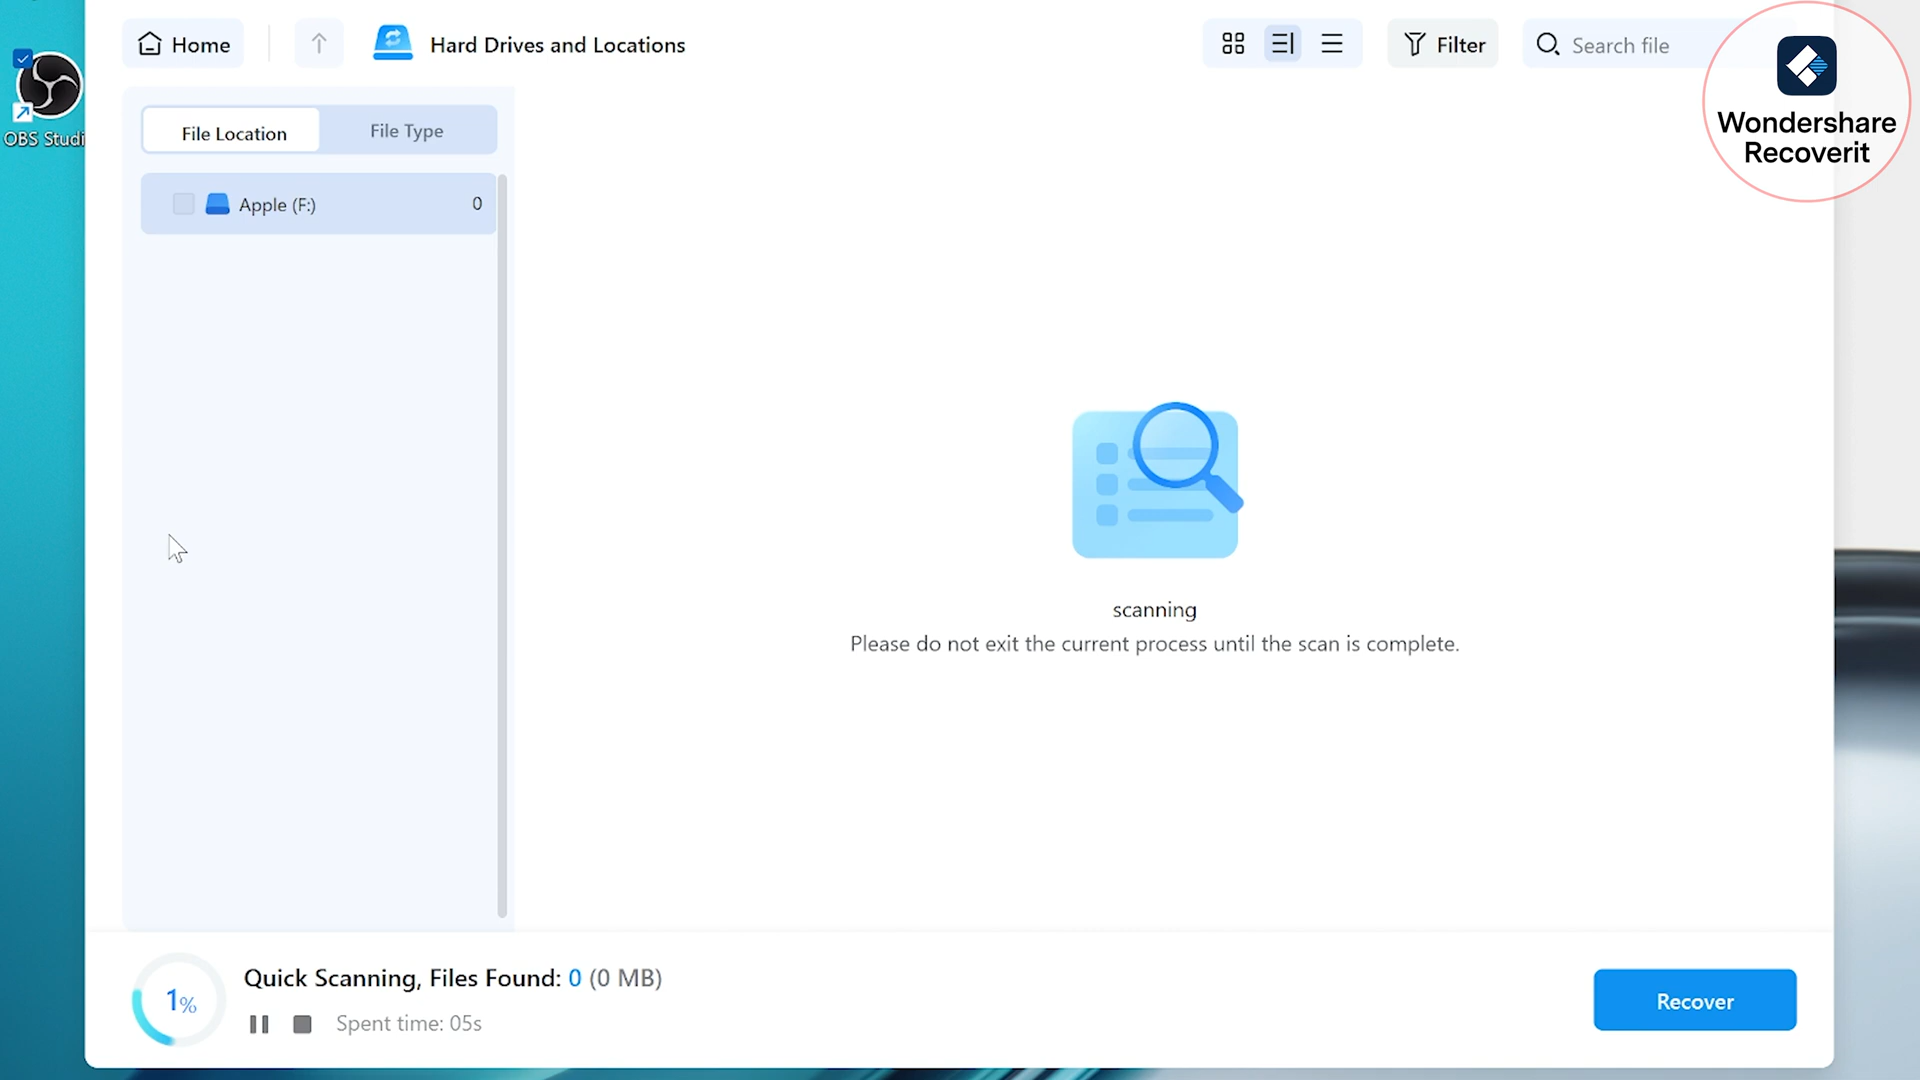 Home
Hard Drives and Locations
Filter
Search file
Wondershare
Recoverit
OBS Studi
File Location
File Type
Apple (F:)
0
scanning
Please do not exit the current process until the scan is complete.
1%
Quick Scanning, Files Found: 0 (0 MB)
Spent time: 05s
Recover